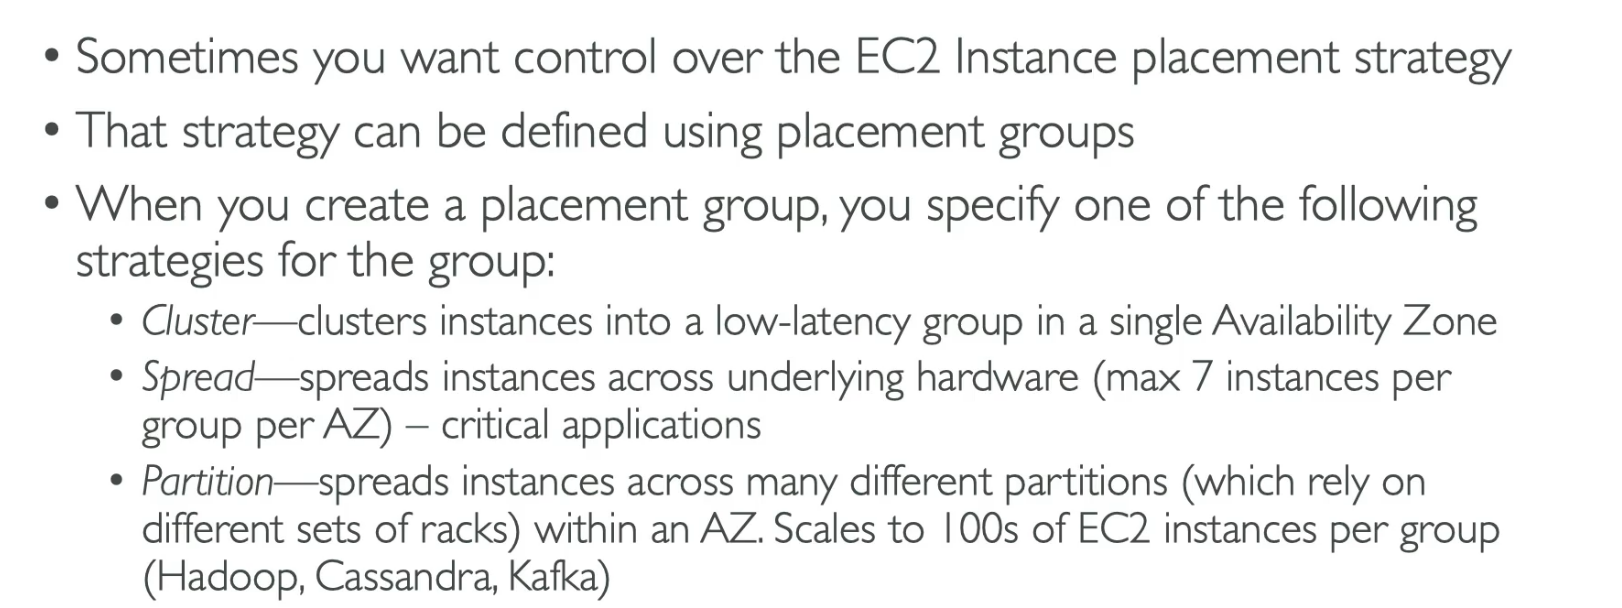 • Sometimes you want control over the EC2 Instance placement strategy
• That strategy can be defined using placement groups
• When you create a placement group, you specify one of the following
strategies for the group:
• Cluster—clusters instances into a low-latency group in a single Availability Zone
• Spread—spreads instances across underlying hardware (max 7 instances per
group per AZ) – critical applications
• Partition—spreads instances across many different partitions (which rely on
different sets of racks) within an AZ. Scales to 100s of EC2 instances per group
(Hadoop, Cassandra, Kafka)